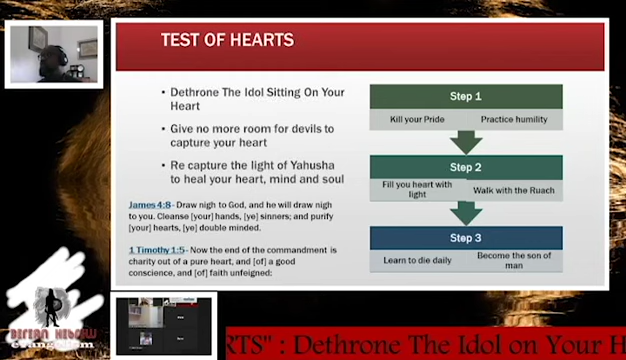 TEST OF HEARTS
• Dethrone The Idol Sitting On Your
Heart
• Give no more room for devils to
capture your heart
• Re capture the light of Yahusha
to heal your heart, mind and soul
James 4:8- Draw nigh to God, and he will draw nigh
to you. Cleanse [your] hands, [ye] sinners; and purify
[your] hearts, [ye] double minded.
1 Timothy 1:5- Now the end of the commandment is
charity out of a pure heart, and [of] a good
conscience, and [of] faith unfeigned:
Step 1
Kill your Pride
Practice humility
Step 2
Fill you heart with
light
Walk with the Ruach
Step 3
Learn to die daily
Become the son of
man
RTS" : Dethrone The Idol on Your H